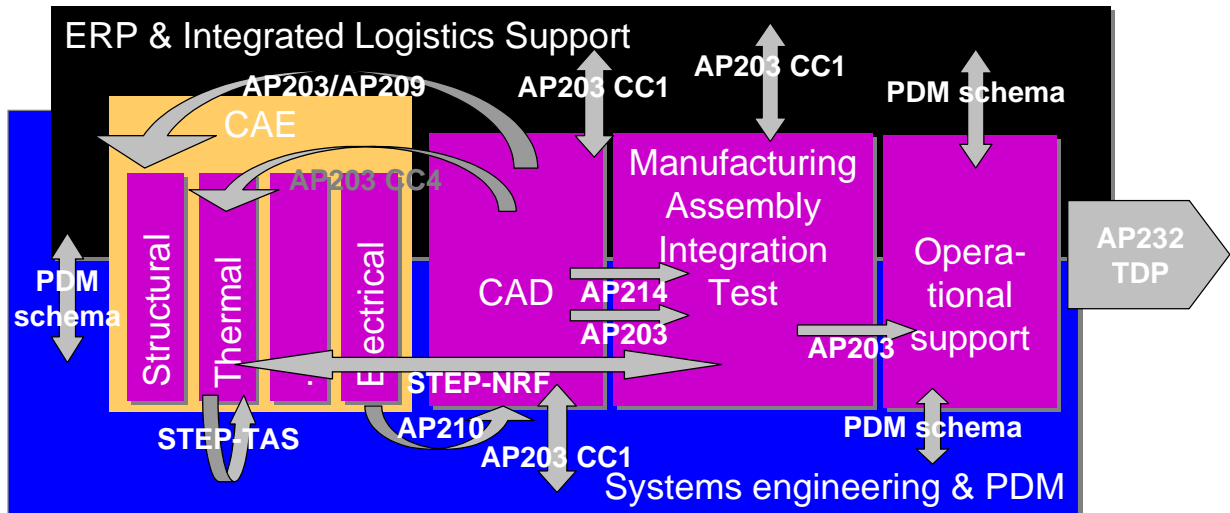 ERP & Integrated Logistics Support
AP203 CC1
AP203 CC1
PDM schema
AP203/AP209
CAE
AP203 CC4
Structural
Thermal
.
Electrical
PDM
schema
CAD
Manufacturing
Assembly
Integration
Test
AP214
AP203
Opera-
tional
support
AP203
AP232
TDP
STEP-NRF
STEP-TAS
AP210
AP203 CC1
PDM schema
Systems engineering & PDM